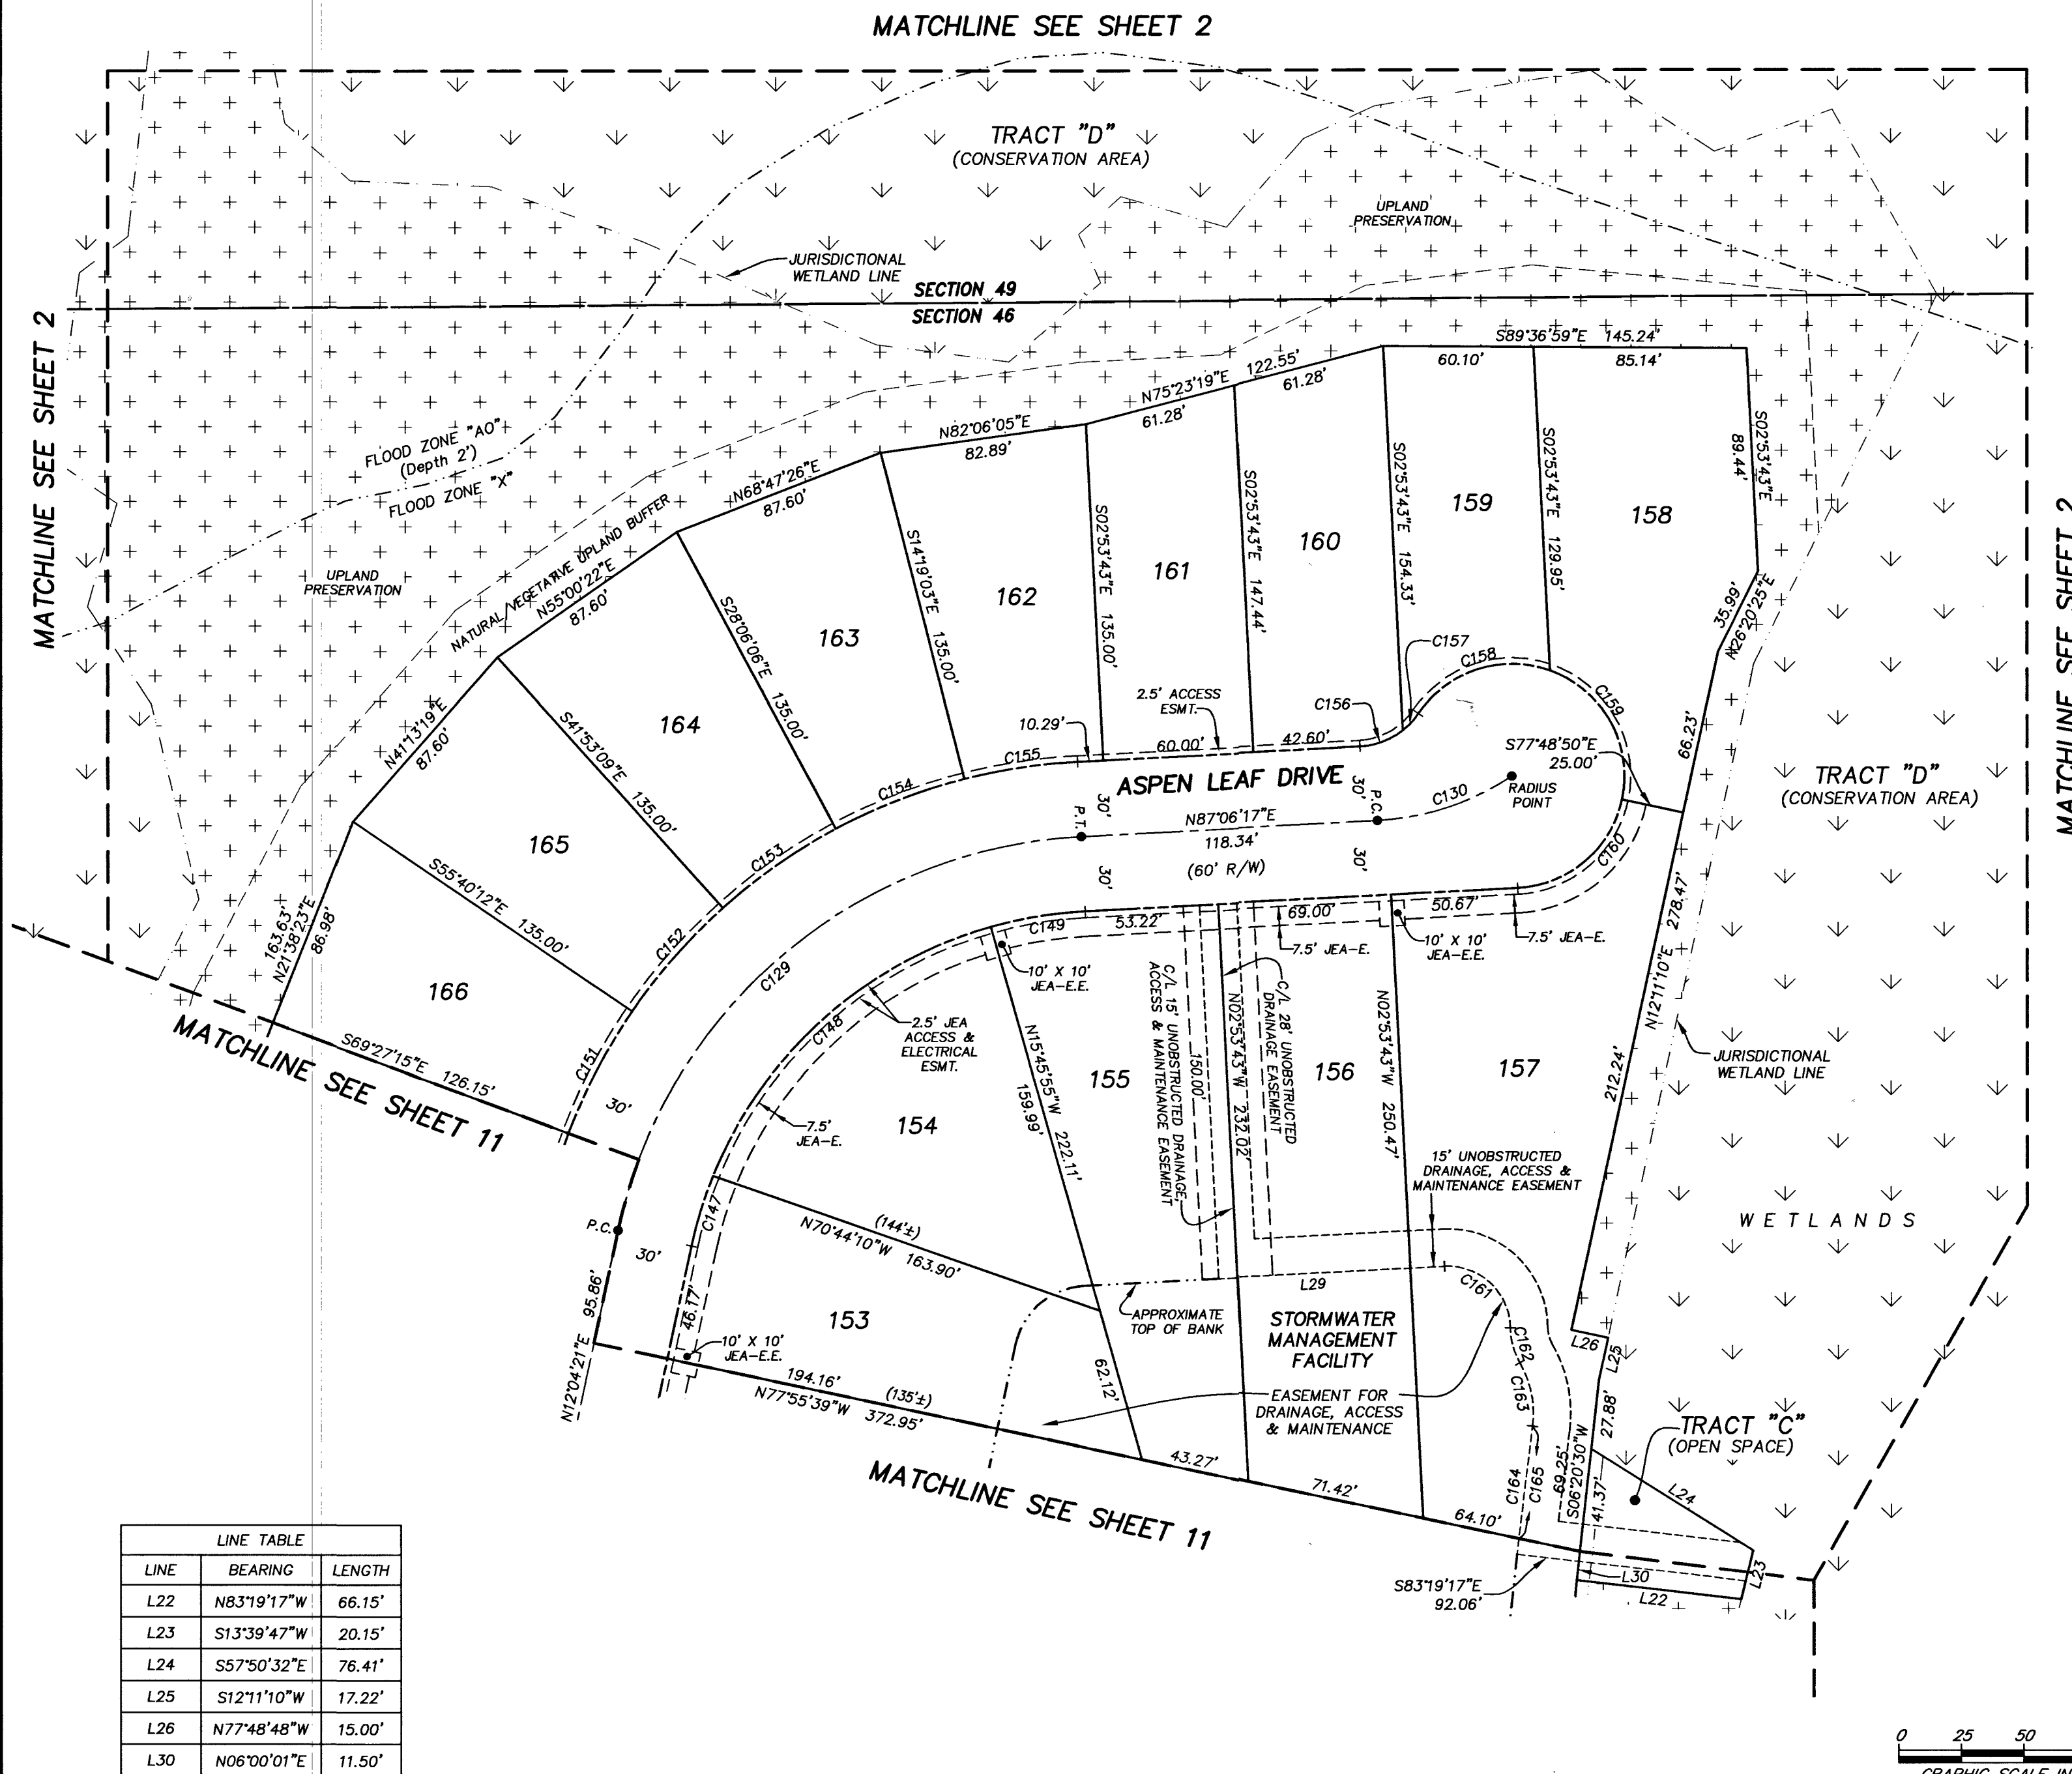 MATCHLINE SEE SHEET 2
TRACT "D"
(CONSERVATION AREA)
UPLAND
PRESERVATION
JURISDICTIONAL
WETLAND LINE
SECTION 49
SECTION 46
MATCHLINE SEE SHEET 2
MATCHLINE SEE SHEET 2
S89°36'59"E 145.24'
60.10'
85.14'
N75°23'19"E 122.55'
61.28'
61.28'
N82°06'05"E
82.89'
N68°47'26"E
87.60'
FLOOD ZONE "AO"
(Depth 2')
FLOOD ZONE "X"
NATURAL/VEGETATIVE UPLAND BUFFER
N55°00'22"E
87.60'
UPLAND
PRESERVATION
N41°13'19"E
87.60'
163.63'
N21°38'23"E
86.98'
S02°53'43"E
89.44'
35.99'
N26°20'25"E
66.23'
158
159
160
161
162
163
164
165
166
S02°53'43"E 129.95'
S02°53'43"E 154.33'
S02°53'43"E 147.44'
S02°53'43"E 135.00'
S14°19'03"E 135.00'
S28°06'06"E 135.00'
S41°53'09"E 135.00'
S55°40'12"E 135.00'
S69°27'15"E 126.15'
MATCHLINE SEE SHEET 11
C157
C158
C159
C156
2.5' ACCESS
ESMT.
10.29'
60.00'
42.60'
C155
C154
C153
C152
C151
ASPEN LEAF DRIVE
S77°48'50"E
25.00'
RADIUS
POINT
C130
C160
P.T.
P.C.
30'
30'
30'
30'
N87°06'17"E
118.34'
(60' R/W)
TRACT "D"
(CONSERVATION AREA)
C129
C149
53.22'
69.00'
50.67'
7.5' JEA-E.
7.5' JEA-E.
10' X 10'
JEA-E.E.
10' X 10'
JEA-E.E.
C148
2.5' JEA
ACCESS &
ELECTRICAL
ESMT.
7.5'
JEA-E.
30'
C/L 15' UNOBSTRUCTED DRAINAGE,
ACCESS & MAINTENANCE EASEMENT
150.00'
C/L 28' UNOBSTRUCTED
DRAINAGE EASEMENT
N02°53'43"W 232.02'
N02°53'43"W 250.47'
N15°45'55"W 222.11'
159.99'
62.12'
154
155
156
157
153
N12°11'10"E 278.47'
212.24'
JURISDICTIONAL
WETLAND LINE
15' UNOBSTRUCTED
DRAINAGE, ACCESS &
MAINTENANCE EASEMENT
WETLANDS
P.C.
30'
C147
(144'±)
N70°44'10"W 163.90'
46.17'
95.86'
N12°04'21"E
10' X 10'
JEA-E.E.
194.16'
(135'±)
N77°55'39"W 372.95'
APPROXIMATE
TOP OF BANK
L29
C161
STORMWATER
MANAGEMENT
FACILITY
EASEMENT FOR
DRAINAGE, ACCESS
& MAINTENANCE
C162
C163
C164
C165
L26
L25
27.88'
69.25'
S06°20'30"W
41.37'
TRACT "C"
(OPEN SPACE)
L24
L23
L30
L22
43.27'
71.42'
64.10'
S83°19'17"E
92.06'
MATCHLINE SEE SHEET 11
LINE TABLE
LINE BEARING LENGTH
L22 N83°19'17"W 66.15'
L23 S13°39'47"W 20.15'
L24 S57°50'32"E 76.41'
L25 S12°11'10"W 17.22'
L26 N77°48'48"W 15.00'
L30 N06°00'01"E 11.50'
0 25 50